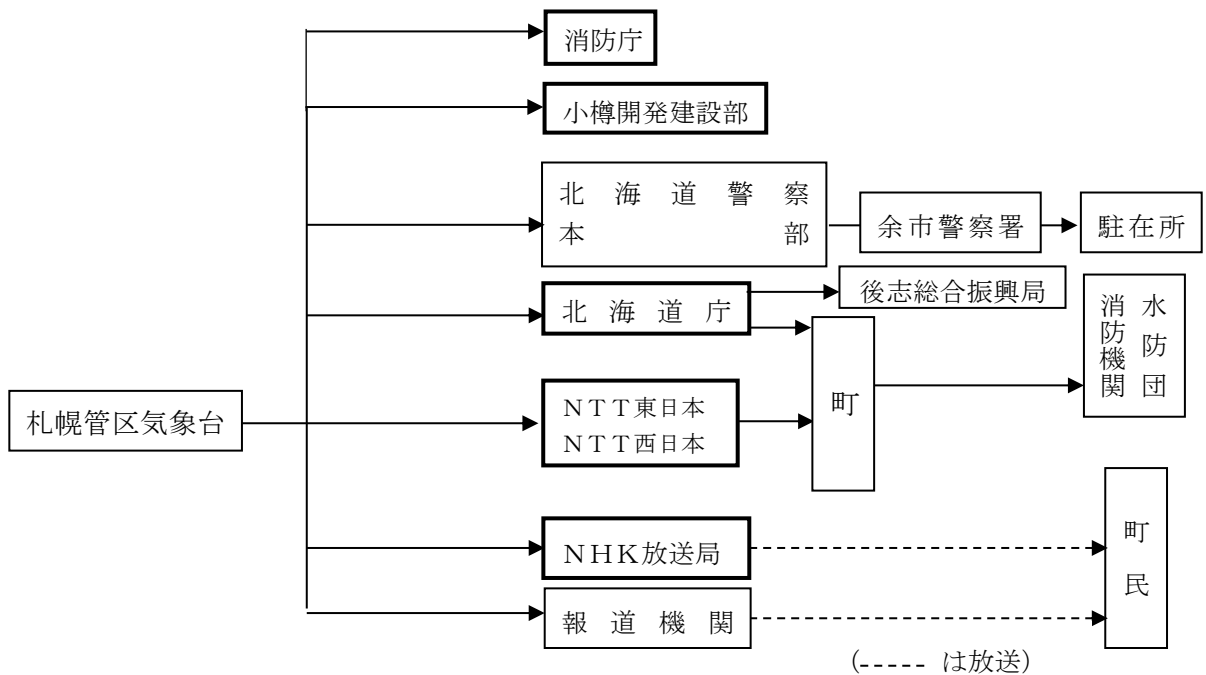 消防庁
小樽開発建設部
北海道警察
本部
余市警察署
駐在所
北海道庁
後志総合振興局
消防機関
水防団
札幌管区気象台
NTT東日本
NTT西日本
町
NHK放送局
報道機関
町民
(----- は放送)